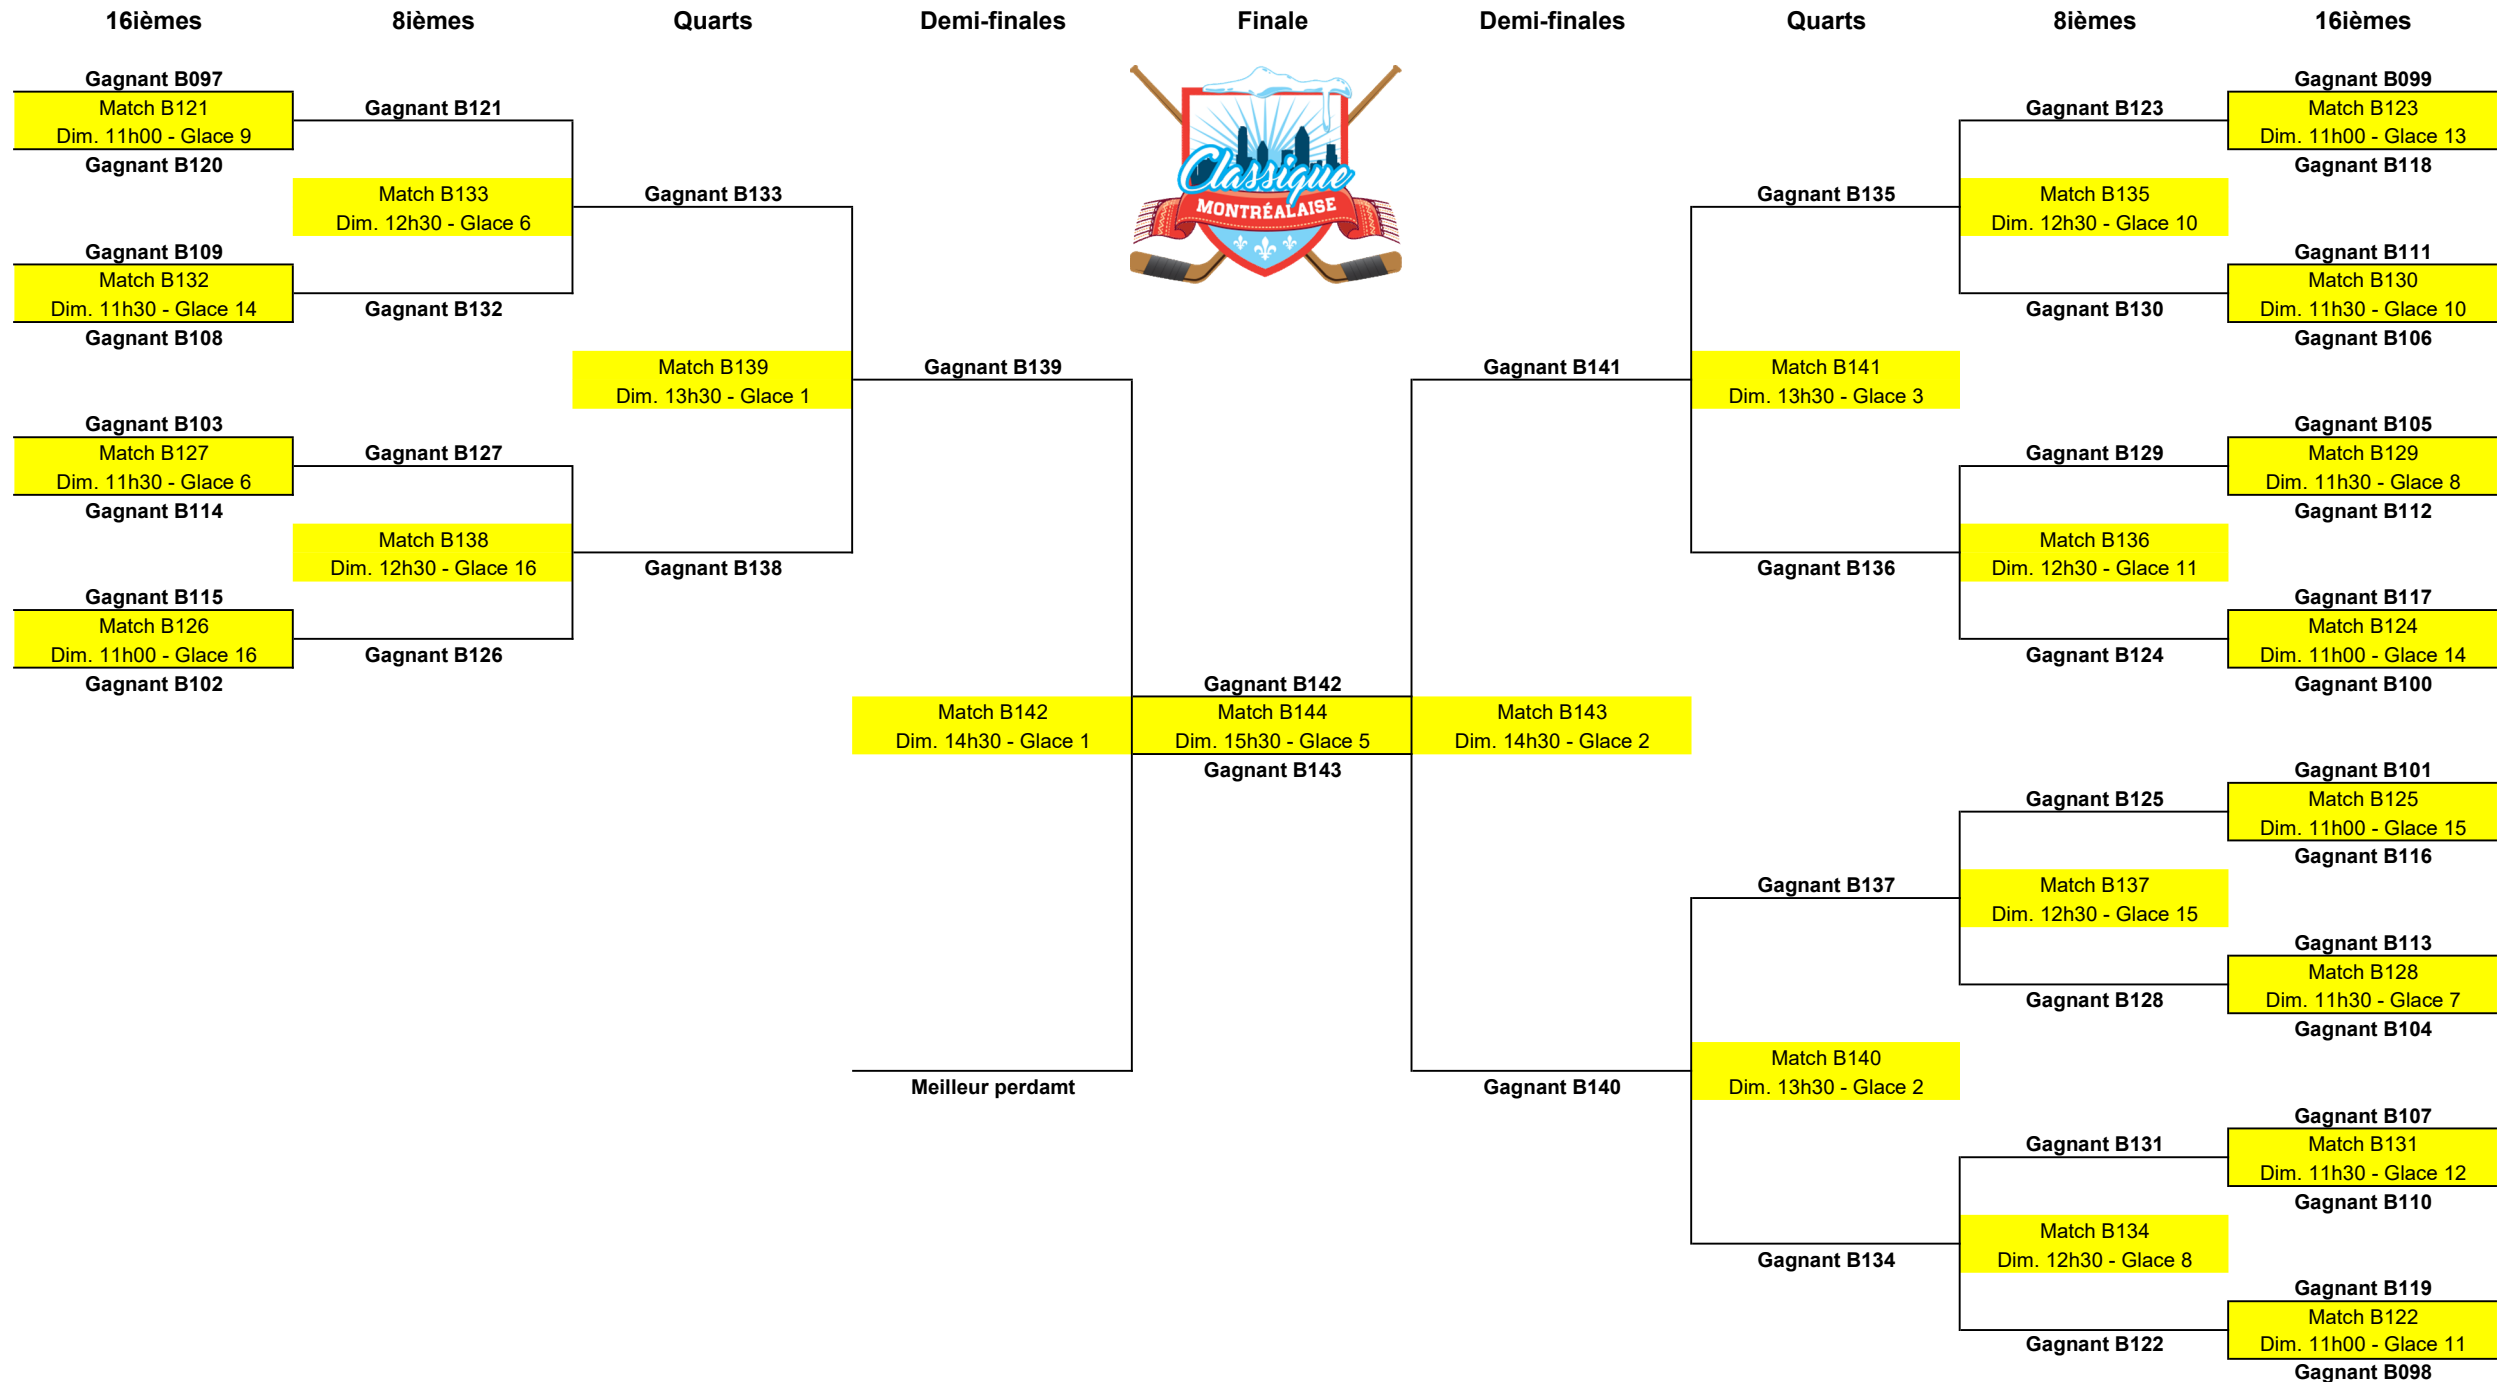 16ièmes 8ièmes Quarts Demi-finales Finale Demi-finales Quarts 8ièmes 16ièmes
Gagnant B097
Match B121
Dim. 11h00 - Glace 9
Gagnant B120
Gagnant B109
Match B132
Dim. 11h30 - Glace 14
Gagnant B108
Gagnant B103
Match B127
Dim. 11h30 - Glace 6
Gagnant B114
Gagnant B115
Match B126
Dim. 11h00 - Glace 16
Gagnant B102
Gagnant B121
Match B133
Dim. 12h30 - Glace 6
Gagnant B132
Gagnant B127
Match B138
Dim. 12h30 - Glace 16
Gagnant B126
Gagnant B133
Match B139
Dim. 13h30 - Glace 1
Gagnant B138
Gagnant B139
Match B142
Dim. 14h30 - Glace 1
Meilleur perdamt
Classique
MONTRÉALAISE
Gagnant B142
Match B144
Dim. 15h30 - Glace 5
Gagnant B143
Gagnant B141
Match B143
Dim. 14h30 - Glace 2
Gagnant B140
Gagnant B135
Match B141
Dim. 13h30 - Glace 3
Gagnant B136
Gagnant B137
Match B140
Dim. 13h30 - Glace 2
Gagnant B134
Gagnant B123
Match B135
Dim. 12h30 - Glace 10
Gagnant B130
Gagnant B129
Match B136
Dim. 12h30 - Glace 11
Gagnant B124
Gagnant B125
Match B137
Dim. 12h30 - Glace 15
Gagnant B128
Gagnant B131
Match B134
Dim. 12h30 - Glace 8
Gagnant B122
Gagnant B099
Match B123
Dim. 11h00 - Glace 13
Gagnant B118
Gagnant B111
Match B130
Dim. 11h30 - Glace 10
Gagnant B106
Gagnant B105
Match B129
Dim. 11h30 - Glace 8
Gagnant B112
Gagnant B117
Match B124
Dim. 11h00 - Glace 14
Gagnant B100
Gagnant B101
Match B125
Dim. 11h00 - Glace 15
Gagnant B116
Gagnant B113
Match B128
Dim. 11h30 - Glace 7
Gagnant B104
Gagnant B107
Match B131
Dim. 11h30 - Glace 12
Gagnant B110
Gagnant B119
Match B122
Dim. 11h00 - Glace 11
Gagnant B098